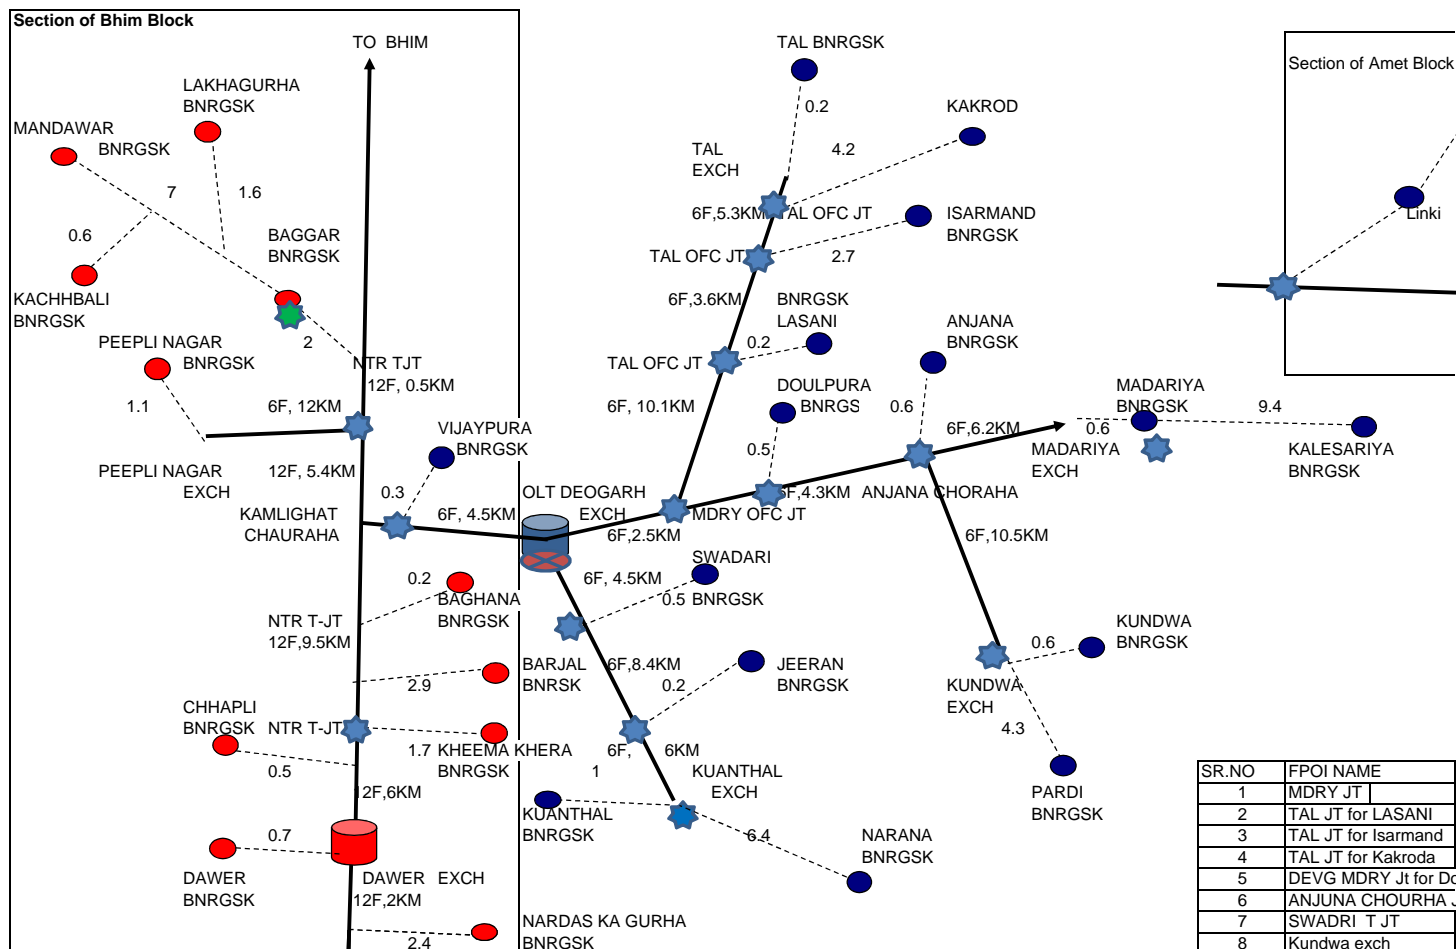 Section of Bhim Block
TO BHIM
LAKHAGURHA
BNRGSK
MANDAWAR
BNRGSK
7
1.6
0.6
BAGGAR
BNRGSK
KACHHBALI
BNRGSK
2
PEEPLI NAGAR
BNRGSK
NTR TJT
12F, 0.5KM
1.1
6F, 12KM
VIJAYPURA
BNRGSK
PEEPLI NAGAR
EXCH
12F, 5.4KM
0.3
KAMLIGHAT
CHAURAHA
6F, 4.5KM
OLT DEOGARH
EXCH
0.2
BAGHANA
BNRGSK
NTR T-JT
12F,9.5KM
BARJAL
BNRSK
2.9
CHHAPLI
BNRGSK
NTR T-JT
1.7
KHEEMA KHERA
BNRGSK
0.5
12F,6KM
0.7
DAWER
BNRGSK
DAWER EXCH
12F,2KM
NARDAS KA GURHA
BNRGSK
2.4
TAL BNRGSK
0.2
KAKROD
4.2
TAL
EXCH
6F,5.3KM
TAL OFC JT
ISARMAND
BNRGSK
TAL OFC JT
2.7
6F,3.6KM
BNRGSK
LASANI
0.2
TAL OFC JT
ANJANA
BNRGSK
DOULPURA
BNRGS
6F, 10.1KM
0.6
0.5
MADARIYA
BNRGSK
9.4
6F,6.2KM
0.6
MADARIYA
EXCH
KALESARIYA
BNRGSK
6F,4.3KM
ANJANA CHORAHA
MDRY OFC JT
6F,2.5KM
6F,10.5KM
6F, 4.5KM
SWADARI
BNRGSK
0.5
KUNDWA
BNRGSK
0.6
6F,8.4KM
JEERAN
BNRGSK
0.2
KUNDWA
EXCH
4.3
6F, 6KM
1
KUANTHAL
EXCH
PARDI
BNRGSK
KUANTHAL
BNRGSK
6.4
NARANA
BNRGSK
Section of Amet Block
Linki
SR.NO FPOI NAME
1 MDRY JT
2 TAL JT for LASANI
3 TAL JT for Isarmand
4 TAL JT for Kakroda
5 DEVG MDRY Jt for Do
6 ANJUNA CHOURHA J
7 SWADRI T JT
8 Kundwa exch